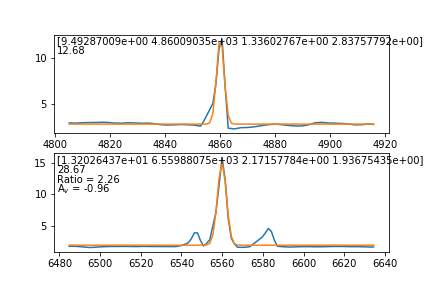 [9.49287009e+00 4.86009035e+03 1.33602767e+00 2.83757792e+00]
12.68
10
5
4800 4820 4840 4860 4880 4900 4920
[1.32026437e+01 6.55988075e+03 2.17157784e+00 1.93675435e+00]
28.67
Ratio = 2.26
Av = -0.96
15
10
5
6480 6500 6520 6540 6560 6580 6600 6620 6640